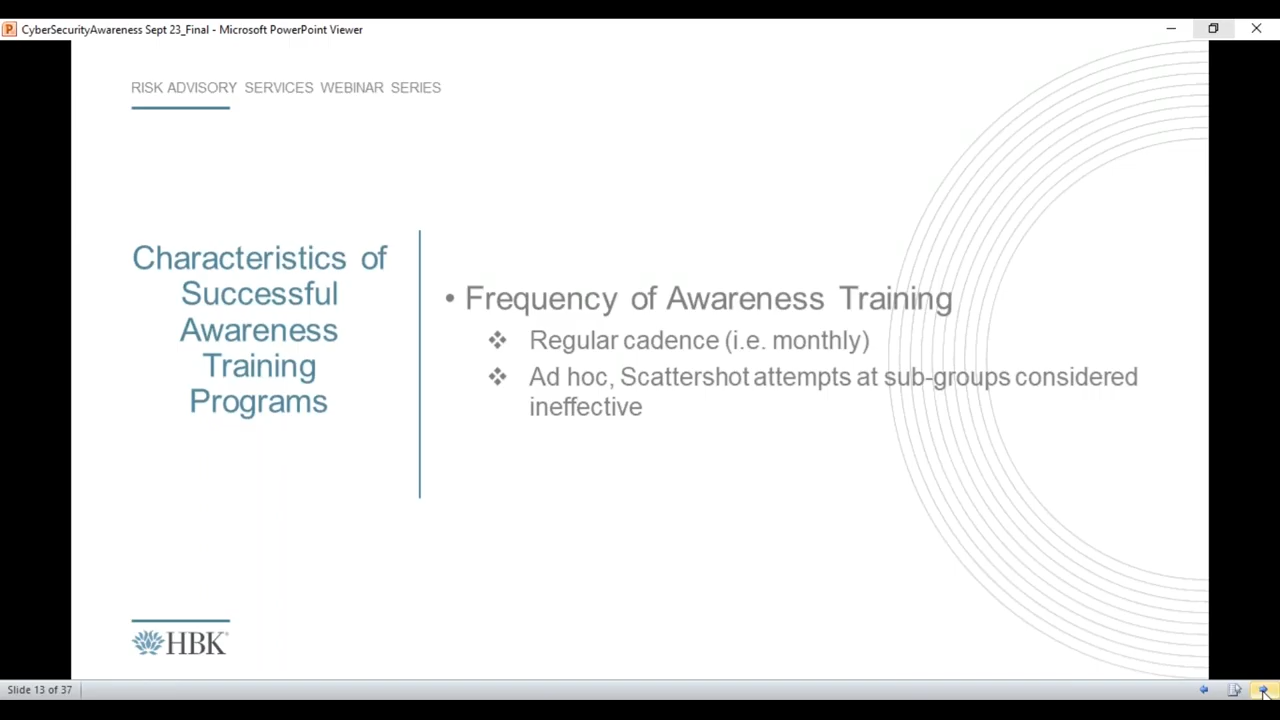 CyberSecurityAwareness Sept 23_Final - Microsoft PowerPoint Viewer
RISK ADVISORY SERVICES WEBINAR SERIES
Characteristics of
Successful
Awareness
Training
Programs
• Frequency of Awareness Training
❖ Regular cadence (i.e. monthly)
❖ Ad hoc, Scattershot attempts at sub-groups considered
ineffective
HBK®
Slide 13 of 37